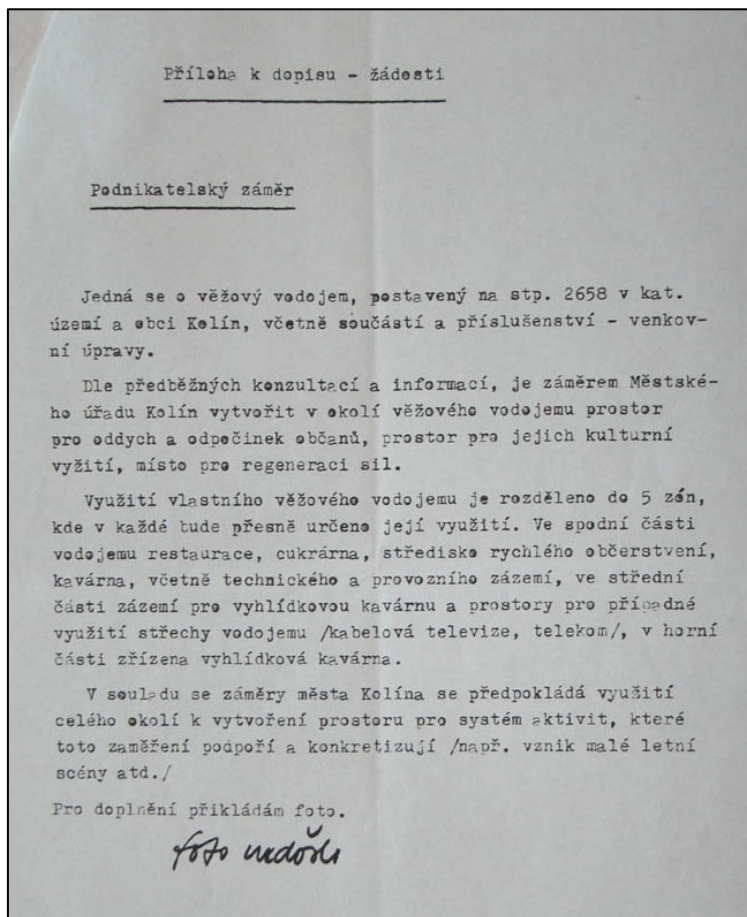 Příloha k dopisu - žádosti
Podnikatelský záměr
Jedná se o věžový vodojem, postavený na stp. 2658 v kat.
území a obci Kolín, včetně součástí a příslušenství - venkov-
ní úpravy.
Dle předběžných konzultací a informací, je záměrem Městské-
ho úřadu Kolín vytvořit v okolí věžového vodojemu prostor
pro oddych a odpočinek občanů, prostor pro jejich kulturní
vyžití, místo pro regeneraci sil.
Využití vlastního věžového vodojemu je rozděleno do 5 zón,
kde v každé bude přesně určeno její využití. Ve spodní části
vodojemu restaurace, cukrárna, středisko rychlého občerstvení,
kavárna, včetně technického a provozního zázemí, ve střední
části zázemí pro vyhlídkovou kavárnu a prostory pro případné
využití střechy vodojemu /kabelová televize, telekom/, v horní
části zřízena vyhlídková kavárna.
V souladu se záměry města Kolína se předpokládá využití
celého okolí k vytvoření prostoru pro systém aktivit, které
toto zaměření podpoří a konkretizují /např. vznik malé letní
scény atd./
Pro doplnění přikládám foto.
foto nedošlo